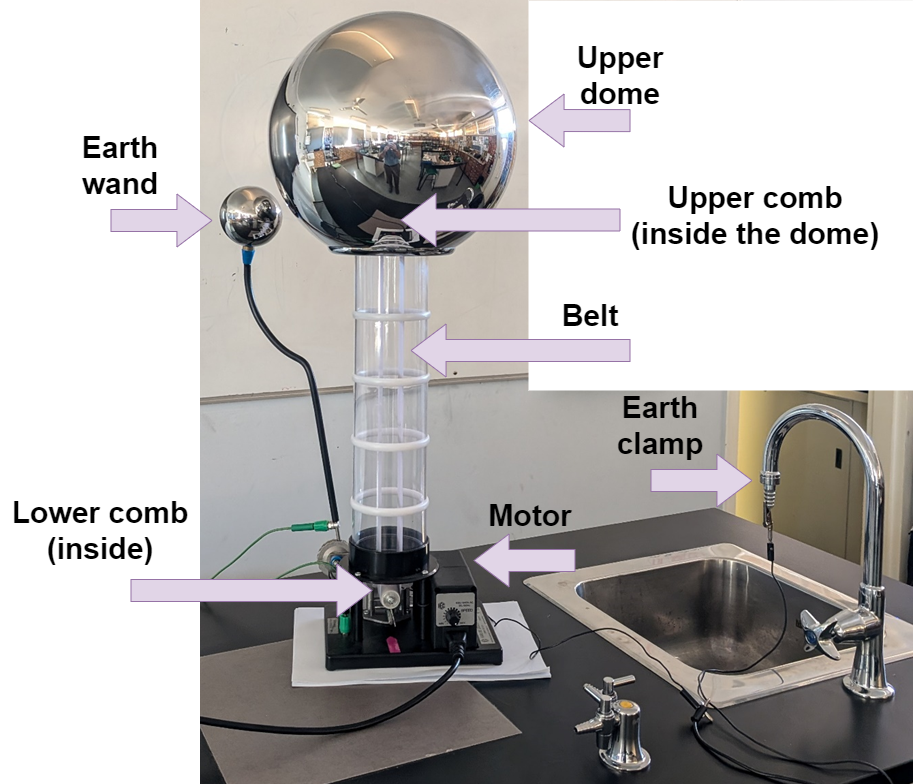 Upper
dome
Earth
wand
Upper comb
(inside the dome)
Belt
Earth
clamp
Lower comb
(inside)
Motor